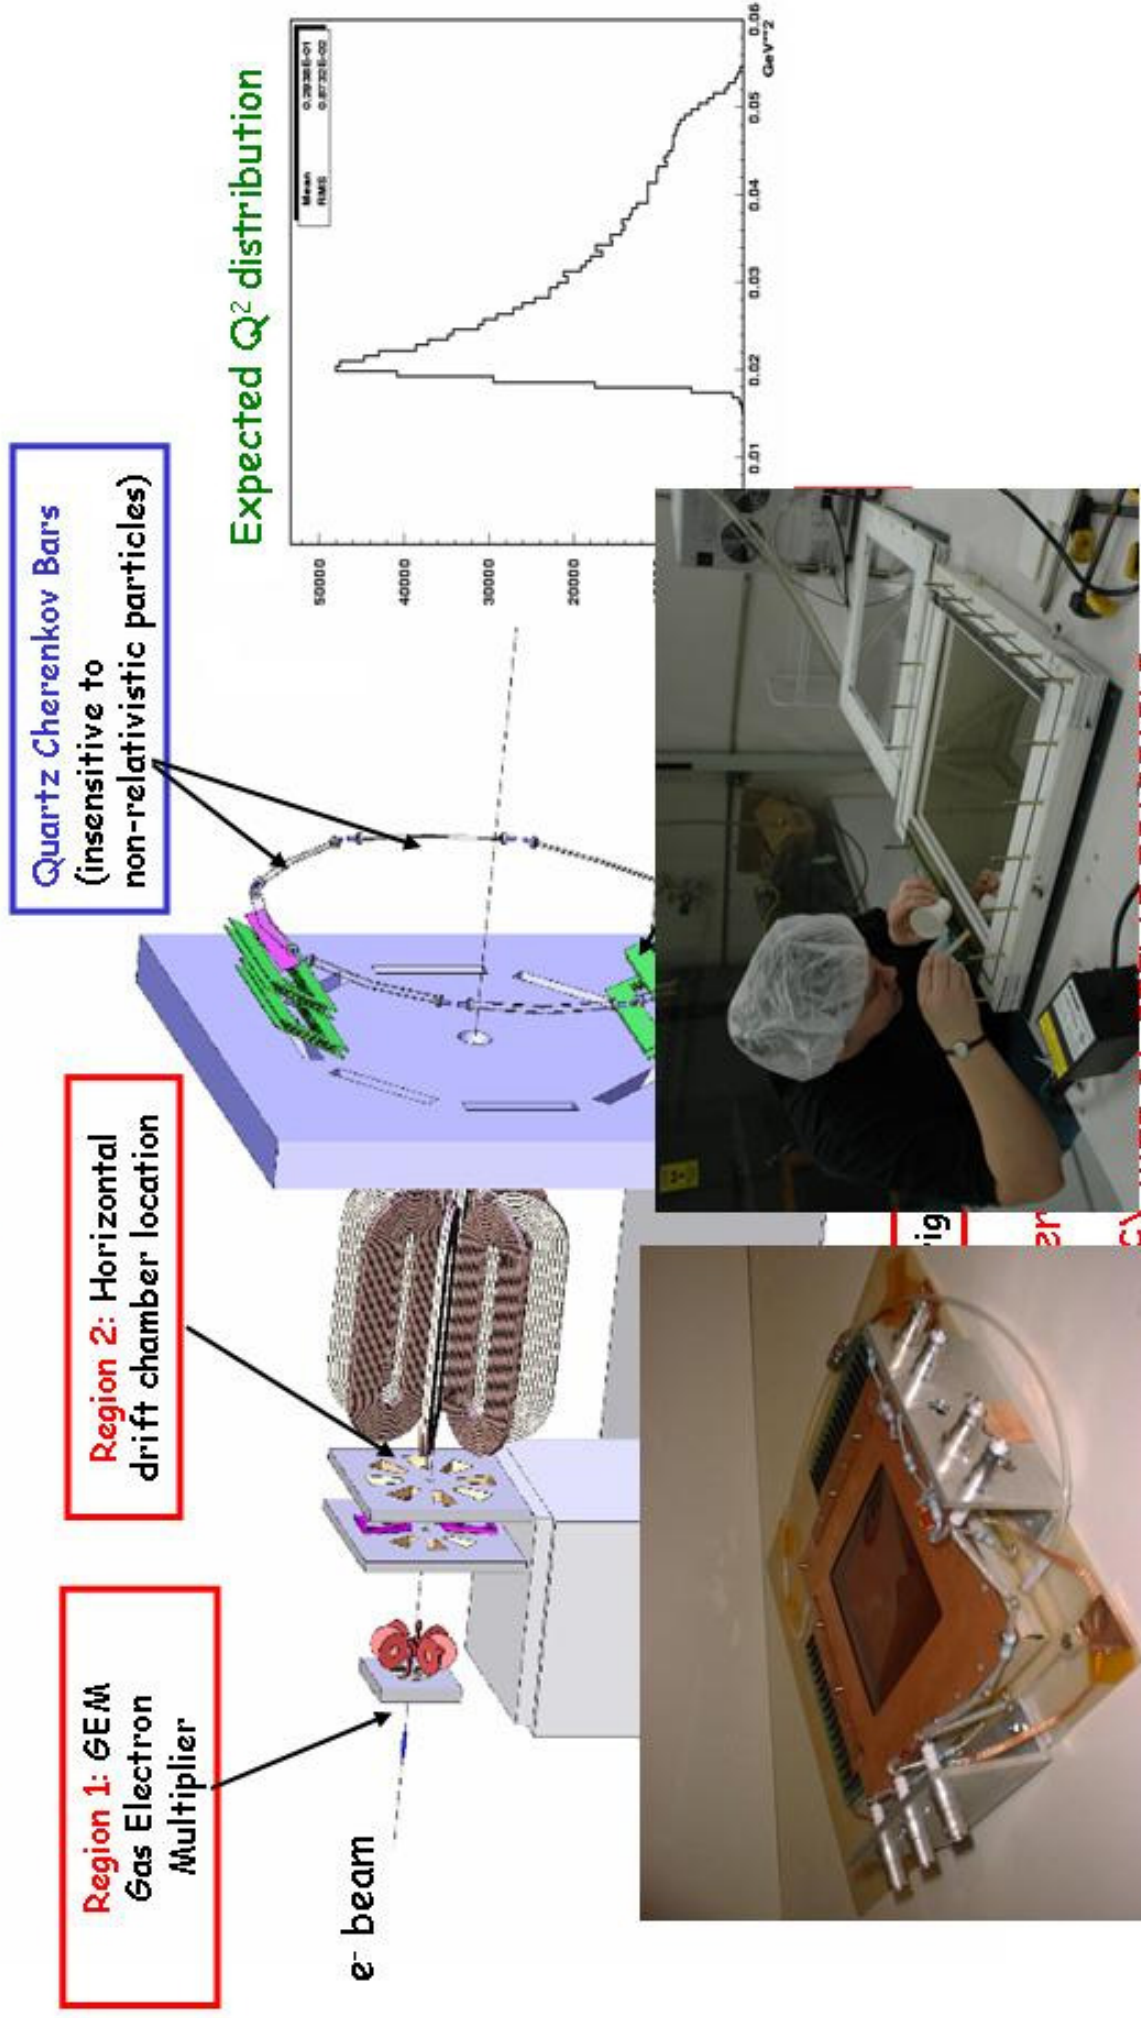 Region 1: GEM
Gas Electron
Multiplier
Region 2: Horizontal
drift chamber location
Quartz Cherenkov Bars
(insensitive to
non-relativistic particles)
e- beam
Expected Q2 distribution
Mean
RMS
50000
40000
30000
20000
0.01
0.02
0.03
0.04
0.05
0.06
GeV**2
ig
er